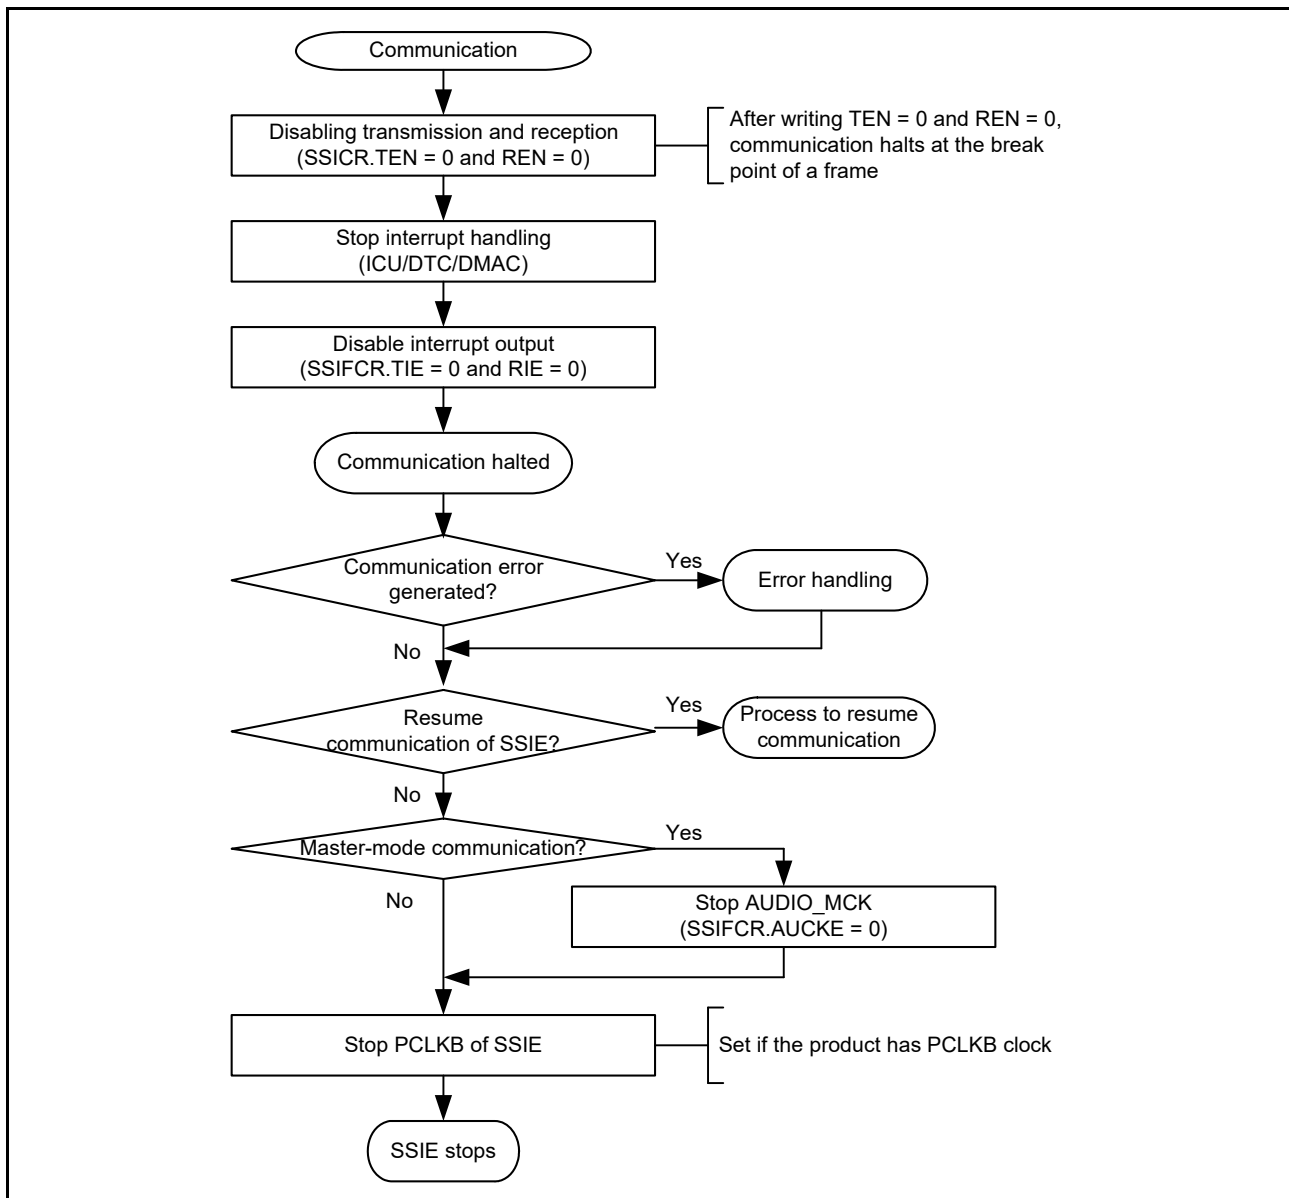 Communication
Disabling transmission and reception
(SSICR.TEN = 0 and REN = 0)
After writing TEN = 0 and REN = 0,
communication halts at the break
point of a frame
Stop interrupt handling
(ICU/DTC/DMAC)
Disable interrupt output
(SSIFCR.TIE = 0 and RIE = 0)
Communication halted
Communication error
generated?
Yes
Error handling
No
Resume
communication of SSIE?
Yes
Process to resume
communication
No
Master-mode communication?
Yes
No
Stop AUDIO_MCK
(SSIFCR.AUCKE = 0)
Stop PCLKB of SSIE
Set if the product has PCLKB clock
SSIE stops